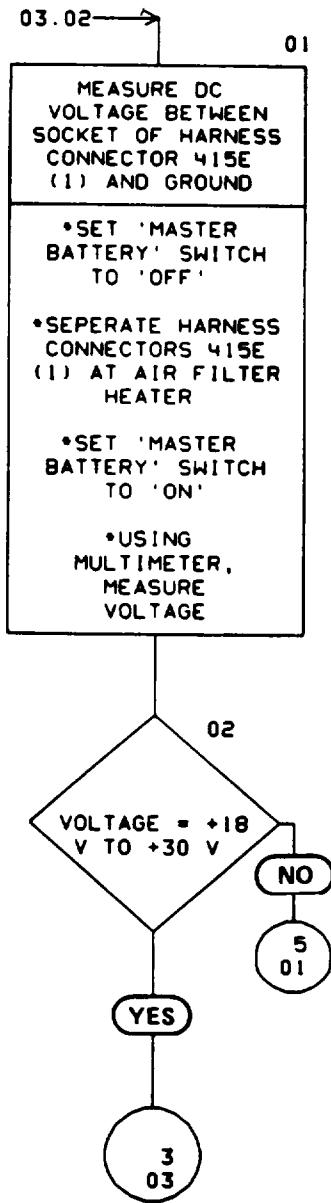 03.02
01
MEASURE DC
VOLTAGE BETWEEN
SOCKET OF HARNESS
CONNECTOR 415E
(1) AND GROUND
*SET 'MASTER
BATTERY' SWITCH
TO 'OFF'
*SEPERATE HARNESS
CONNECTORS 415E
(1) AT AIR FILTER
HEATER
*SET 'MASTER
BATTERY' SWITCH
TO 'ON'
*USING
MULTIMETER,
MEASURE
VOLTAGE
02
VOLTAGE = +18
V TO +30 V
NO
5
01
YES
3
03